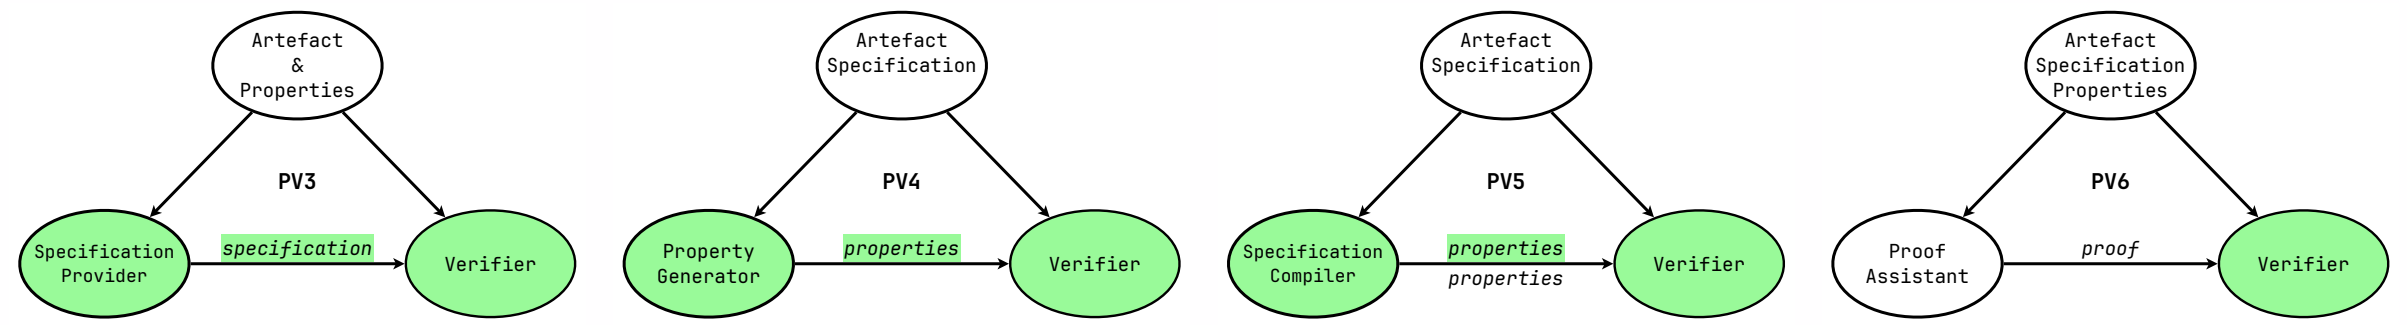 Artefact
&
Properties
PV3
Specification
Provider
specification
Verifier
Artefact
Specification
PV4
Property
Generator
properties
Verifier
Artefact
Specification
PV5
Specification
Compiler
properties
properties
Verifier
Artefact
Specification
Properties
PV6
Proof
Assistant
proof
Verifier